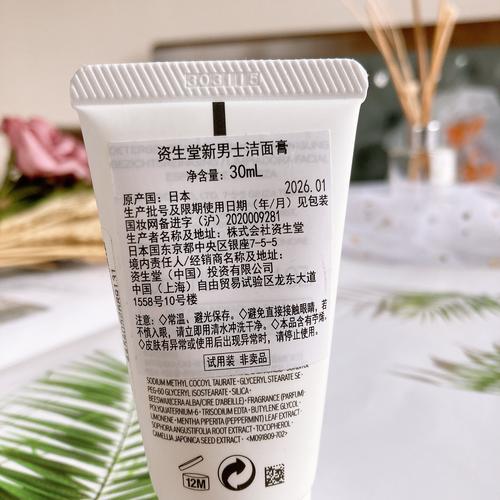 303115
资生堂新男士洁面膏
净含量：30mL
原产国：日本 2026.01
生产批号及限期使用日期（年/月）见包装
国妆网备进字（沪）2020009281
生产者名称及地址：株式会社资生堂
日本国东京都中央区银座7-5-5
境内责任人/经销商名称及地址：
资生堂（中国）投资有限公司
中国（上海）自由贸易试验区龙东大道
1558号10号楼
注意：◇常温、避光保存。◇避免直接接触眼睛，若
不慎入眼，请立即用清水冲洗干净。◇本品含有苧烯。
◇皮肤有异常或使用后出现异常时，请停止使用。
试用装 非卖品
SODIUM METHYL COCOYL TAURATE · GLYCERYL STEARATE SE ·
PEG-60 GLYCERYL ISOSTEARATE · SILICA ·
BEESWAX(CERA ALBA/CIRE D'ABEILLE) · FRAGRANCE (PARFUM) ·
POLYQUATERNIUM-6 · TRISODIUM EDTA · BUTYLENE GLYCOL ·
LIMONENE · MENTHA PIPERITA (PEPPERMINT) LEAF EXTRACT ·
SOPHORA ANGUSTIFOLIA ROOT EXTRACT · TOCOPHEROL ·
CAMELLIA JAPONICA SEED EXTRACT · <M091809-702>
12M